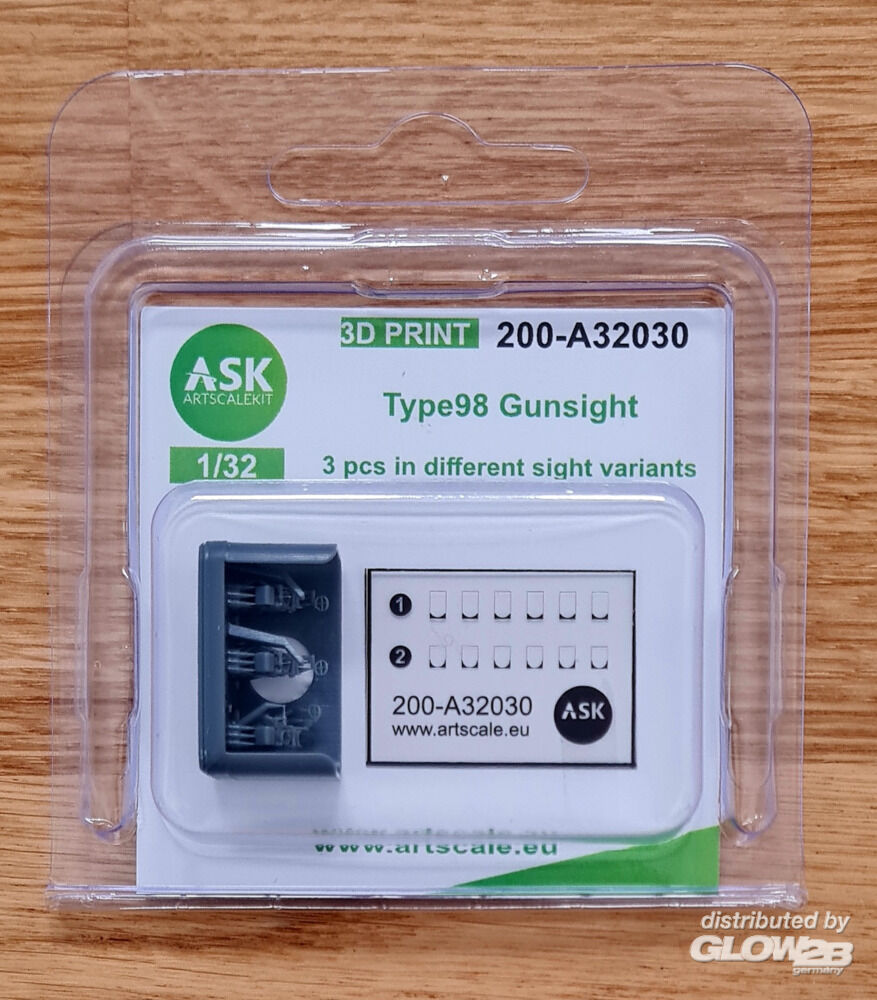 3D PRINT 200-A32030
ASK
ARTSCALEKIT
Type98 Gunsight
1/32
3 pcs in different sight variants
1
2
200-A32030
www.artscale.eu
ASK
www.artscale.eu
distributed by
GLOW2B
germany